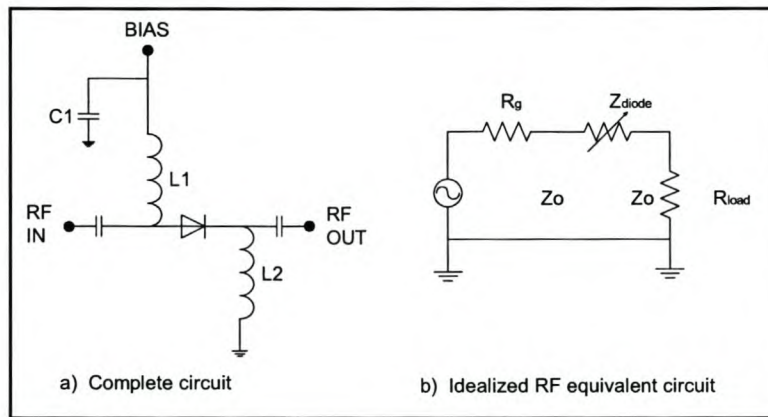 BIAS
C1
L1
RF
IN
RF
OUT
L2
a) Complete circuit
Rg
Zdiode
Zo
Zo
Rload
b) Idealized RF equivalent circuit